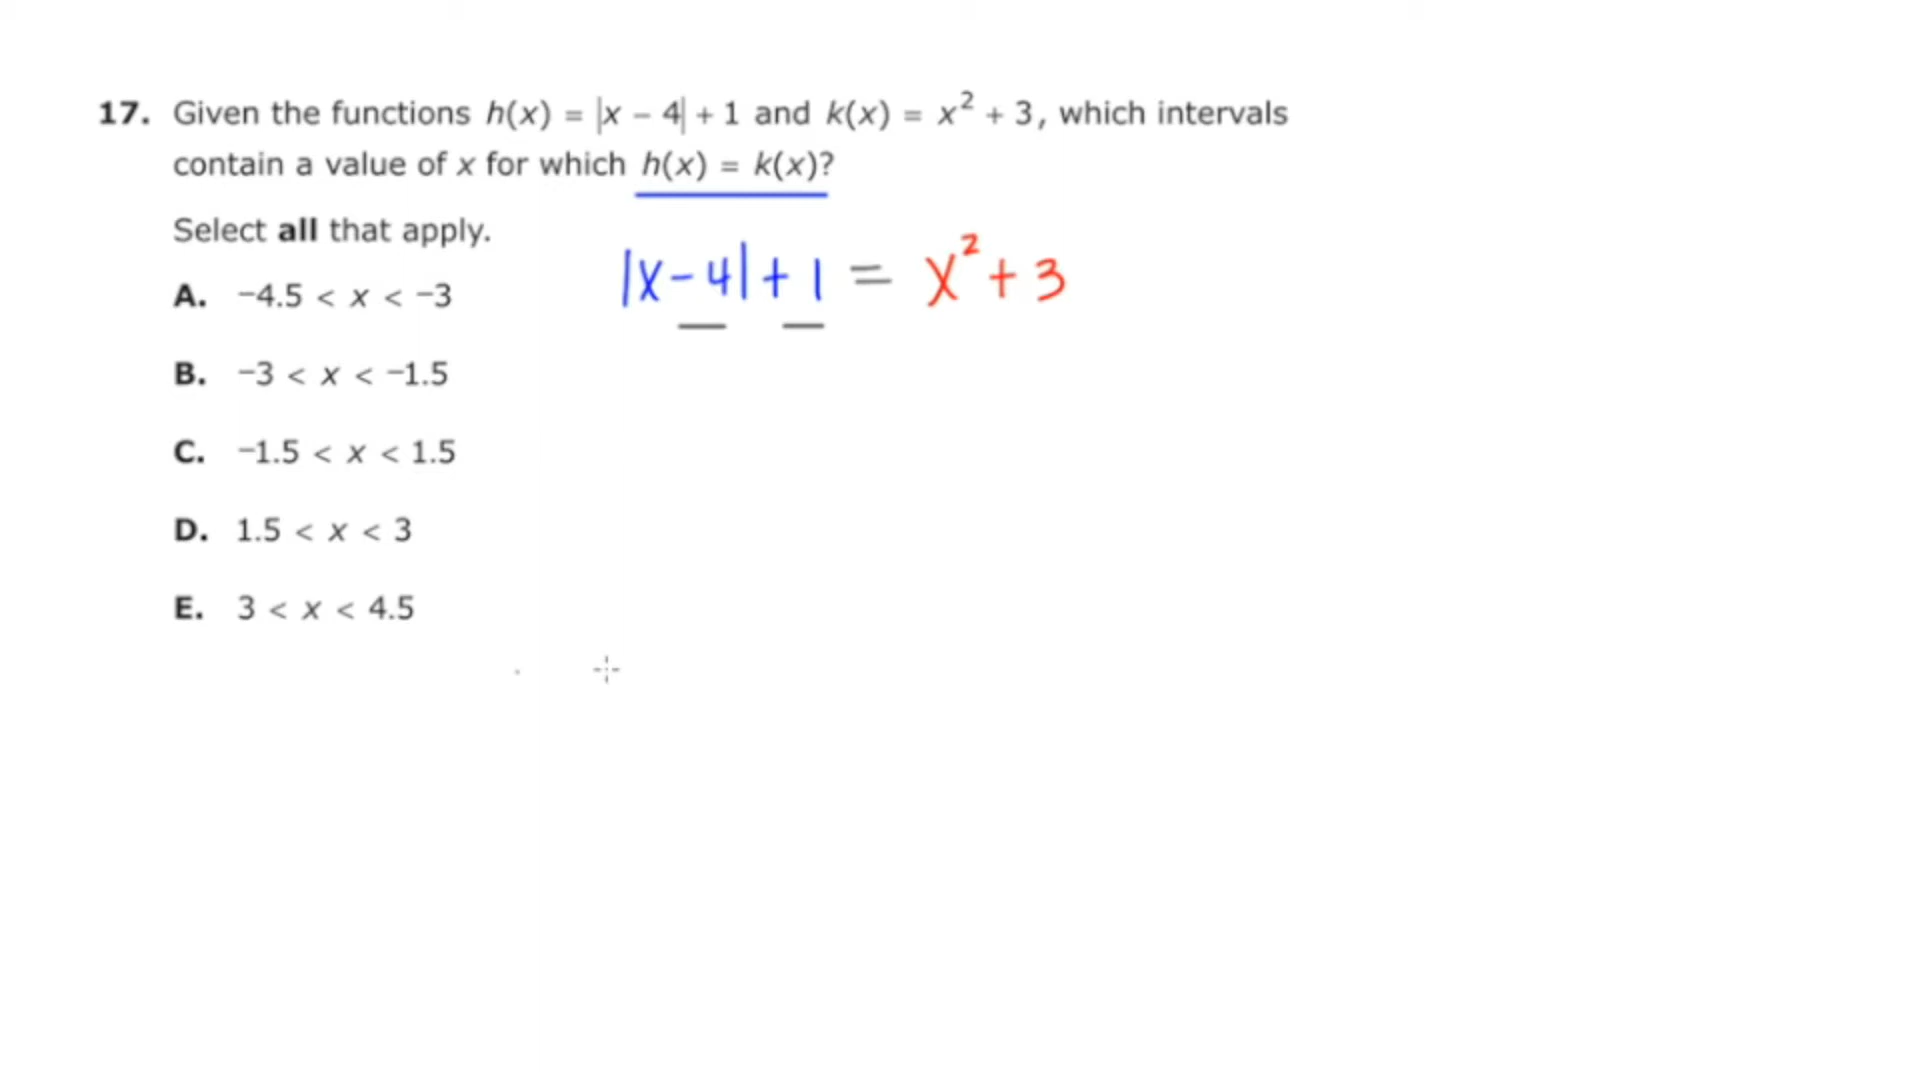 17. Given the functions h(x) = |x − 4| + 1 and k(x) = x² + 3, which intervals
contain a value of x for which h(x) = k(x)?
Select all that apply.
|x − 4| + 1 = x² + 3
A. −4.5 < x < −3
B. −3 < x < −1.5
C. −1.5 < x < 1.5
D. 1.5 < x < 3
E. 3 < x < 4.5